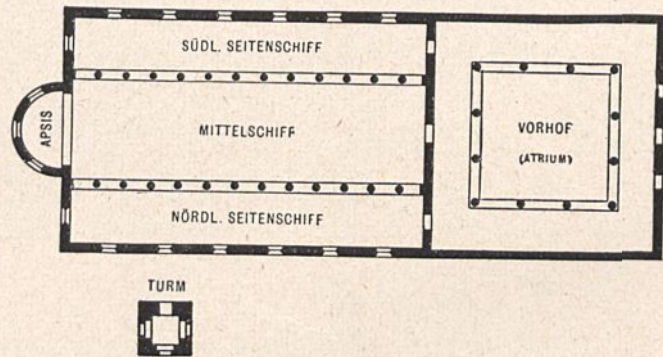 SÜDL. SEITENSCHIFF
APSIS
MITTELSCHIFF
VORHOF
(ATRIUM)
NÖRDL. SEITENSCHIFF
TURM